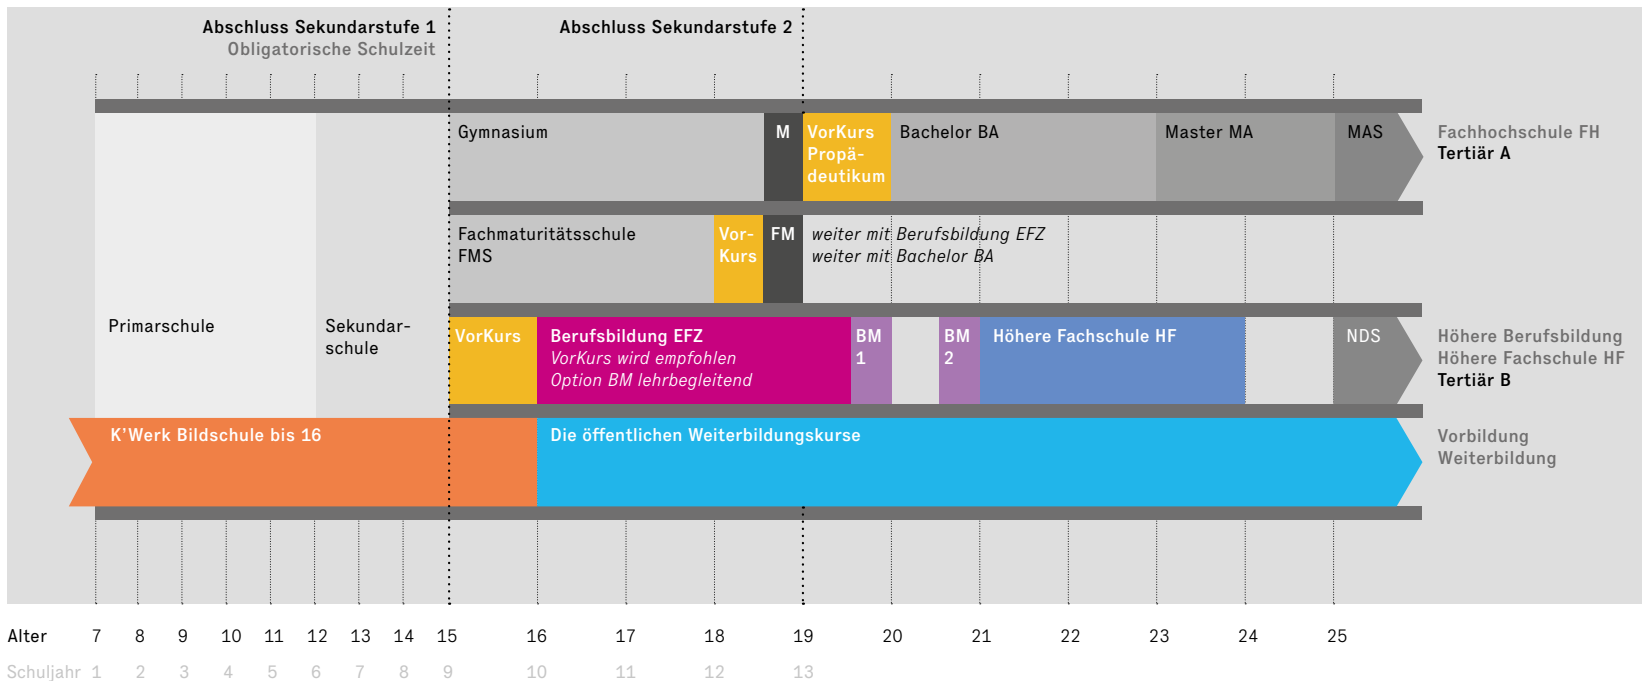 Abschluss Sekundarstufe 1
Obligatorische Schulzeit
Abschluss Sekundarstufe 2
Gymnasium
M
VorKurs
Propä-
deutikum
Bachelor BA
Master MA
MAS
Fachhochschule FH
Tertiär A
Fachmaturitätsschule
FMS
Vor-
Kurs
FM
weiter mit Berufsbildung EFZ
weiter mit Bachelor BA
Primarschule
Sekundar-
schule
VorKurs
Berufsbildung EFZ
VorKurs wird empfohlen
Option BM lehrbegleitend
BM
1
BM
2
Höhere Fachschule HF
NDS
Höhere Berufsbildung
Höhere Fachschule HF
Tertiär B
K’Werk Bildschule bis 16
Die öffentlichen Weiterbildungskurse
Vorbildung
Weiterbildung
Alter 7 8 9 10 11 12 13 14 15 16 17 18 19 20 21 22 23 24 25
Schuljahr 1 2 3 4 5 6 7 8 9 10 11 12 13